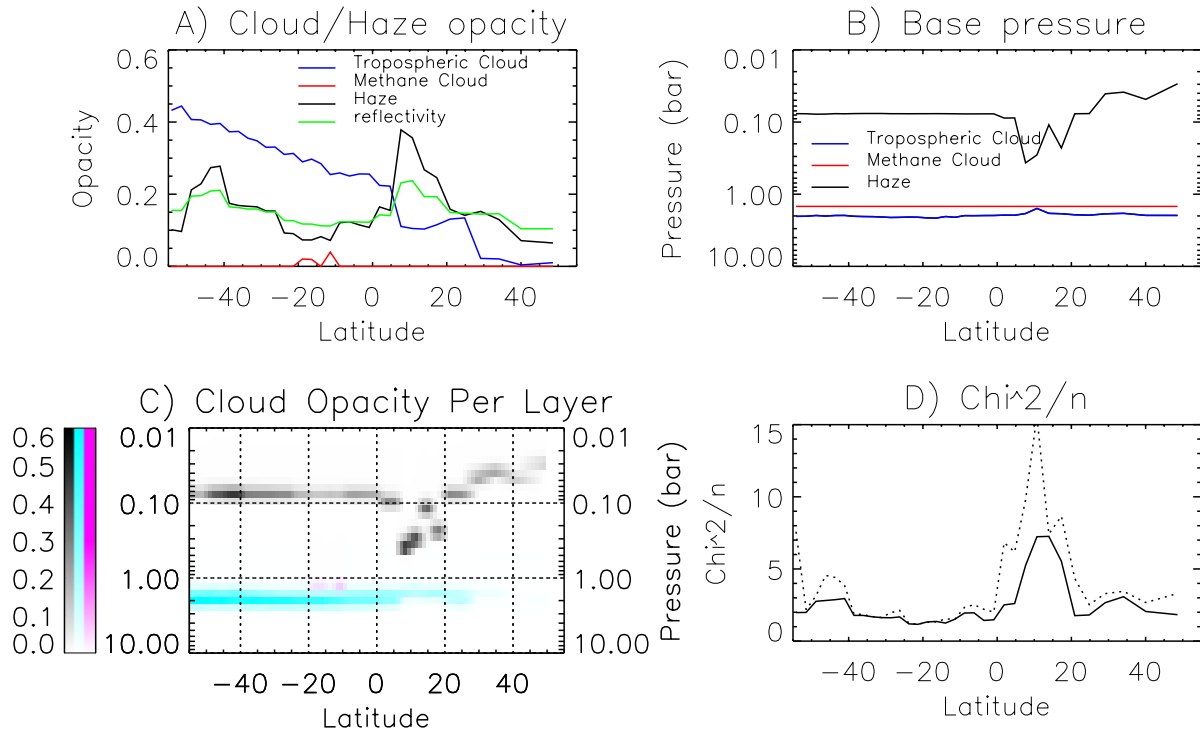 A) Cloud/Haze opacity
Opacity
0.6
0.4
0.2
0.0
Tropospheric Cloud
Methane Cloud
Haze
reflectivity
−40 −20 0 20 40
Latitude
B) Base pressure
Pressure (bar)
0.01
0.10
1.00
10.00
Tropospheric Cloud
Methane Cloud
Haze
−40 −20 0 20 40
Latitude
C) Cloud Opacity Per Layer
0.6
0.5
0.4
0.3
0.2
0.1
0.0
0.01
0.10
1.00
10.00
0.01
0.10
1.00
10.00
Pressure (bar)
−40 −20 0 20 40
Latitude
D) Chi^2/n
Chi^2/n
15
10
5
0
−40 −20 0 20 40
Latitude